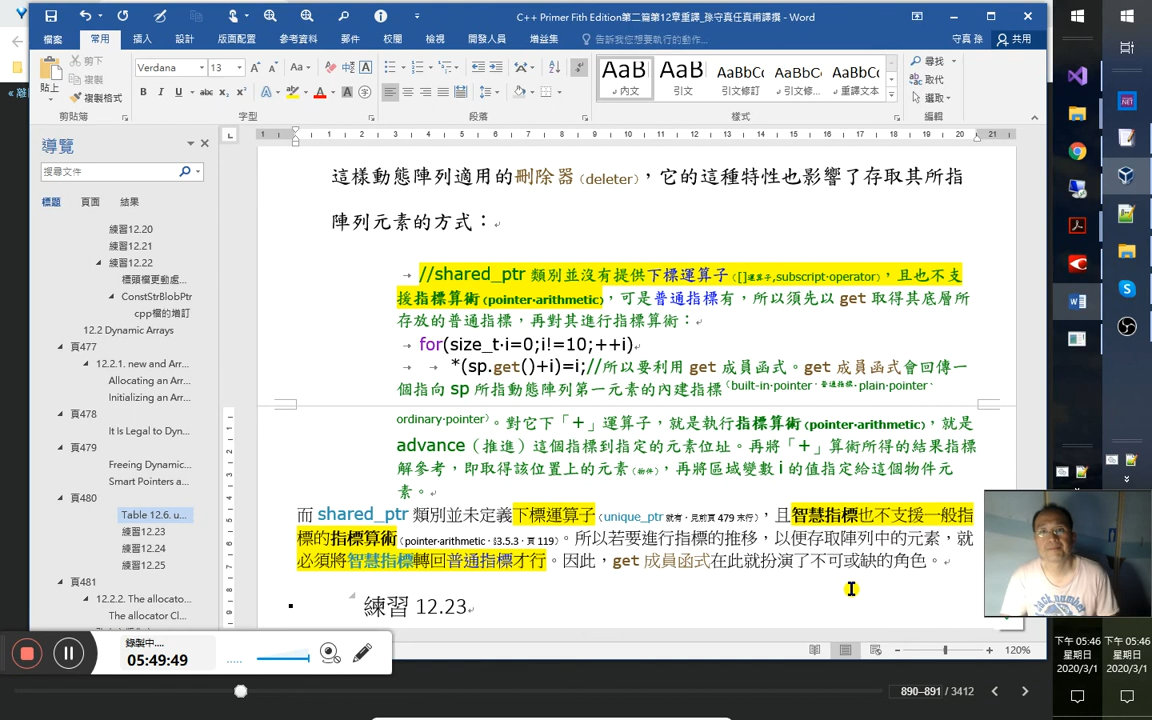 C++ Primer Fith Edition第二篇第12章重譯_孫守真任真甫譯撰 - Word
檔案 常用 插入 設計 版面配置 參考資料 郵件 校閱 檢視 開發人員 增益集 告訴我您想要執行的動作... 守真 孫 共用
貼上 剪下 複製 複製格式
Verdana 13
AaB AaB AaBbCc AaBbCc AaBbCc
內文 引文 引文修訂 引文修... 重譯文本
尋找 取代 選取
剪貼簿 字型 段落 樣式 編輯
導覽
搜尋文件
標題 頁面 結果
練習12.20
練習12.21
練習12.22
標頭檔更動處...
ConstStrBlobPtr
cpp檔的增訂
12.2 Dynamic Arrays
頁477
12.2.1. new and Arr...
Allocating an Arr...
Initializing an Arr...
頁478
It Is Legal to Dyn...
頁479
Freeing Dynamic...
Smart Pointers a...
頁480
Table 12.6. u...
練習12.23
練習12.24
練習12.25
頁481
12.2.2. The allocato...
The allocator Cl...
這樣動態陣列適用的刪除器(deleter)，它的這種特性也影響了存取其所指
陣列元素的方式：
//shared_ptr 類別並沒有提供下標運算子([]運算子,subscript operator)，且也不支
援指標算術(pointer·arithmetic)，可是普通指標有，所以須先以 get 取得其底層所
存放的普通指標，再對其進行指標算術：
for(size_t·i=0;i!=10;++i)
*(sp.get()+i)=i;//所以要利用 get 成員函式。get 成員函式會回傳一
個指向 sp 所指動態陣列第一元素的內建指標(built-in·pointer、普通指標·plain·pointer、
ordinary·pointer)。對它下「+」運算子，就是執行指標算術(pointer·arithmetic)，就是
advance（推進）這個指標到指定的元素位址。再將「+」算術所得的結果指標
解參考，即取得該位置上的元素(物件)，再將區域變數 i 的值指定給這個物件元
素。
而 shared_ptr 類別並未定義下標運算子(unique_ptr 就有，見前頁 479 末行)，且智慧指標也不支援一般指
標的指標算術(pointer·arithmetic，§3.5.3，頁 119)。所以若要進行指標的推移，以便存取陣列中的元素，就
必須將智慧指標轉回普通指標才行。因此，get 成員函式在此就扮演了不可或缺的角色。
練習 12.23
錄製中....
05:49:49
120%
890–891 / 3412
下午 05:46 下午 05:46
星期日 星期日
2020/3/1 2020/3/1